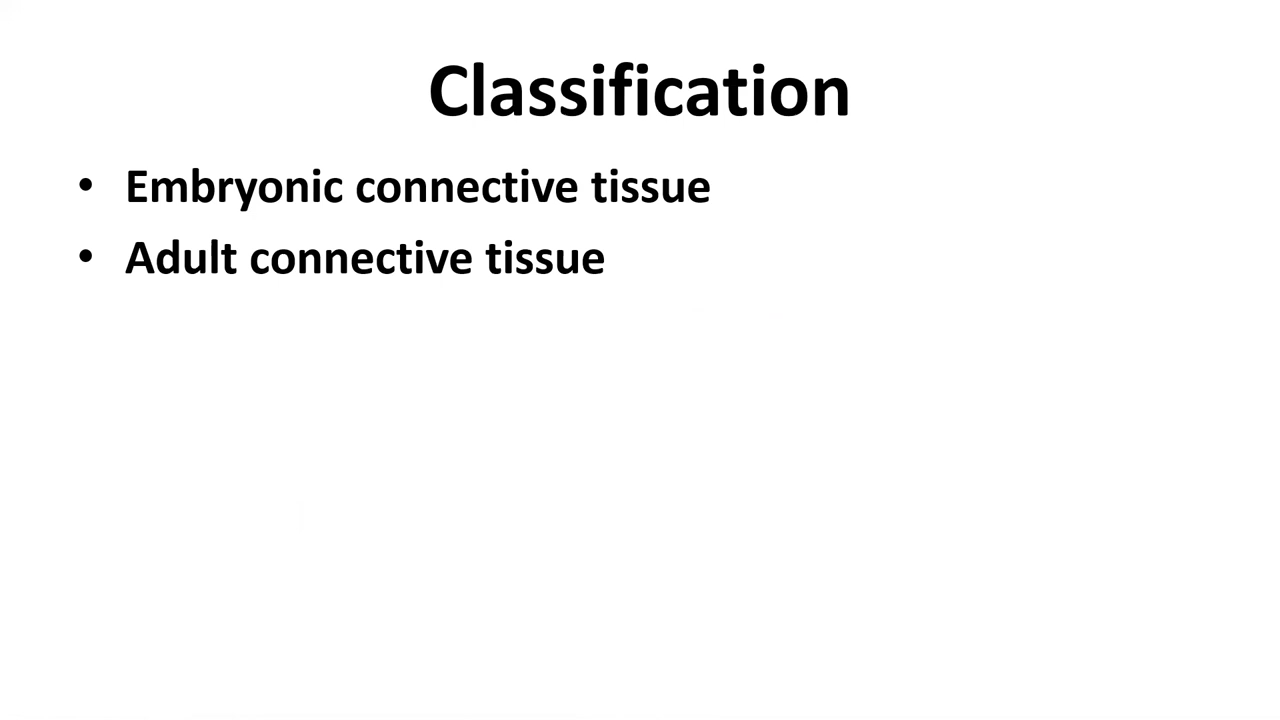 Classification
• Embryonic connective tissue
• Adult connective tissue